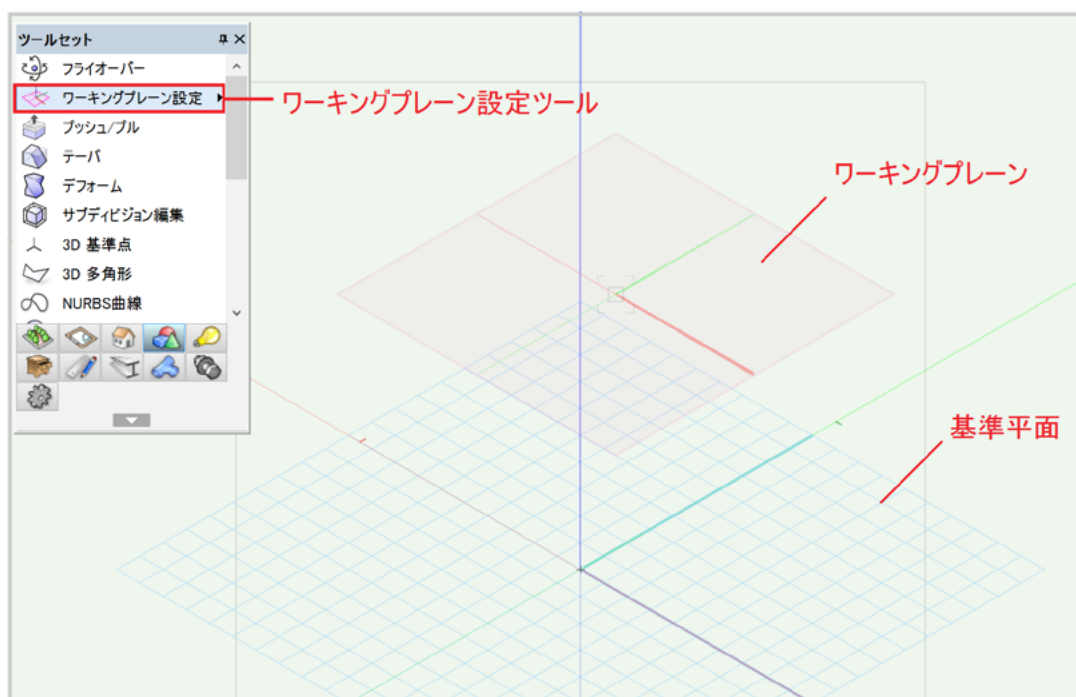 ツールセット
フライオーバー
ワーキングプレーン設定
プッシュ/プル
テーパ
デフォーム
サブディビジョン編集
3D 基準点
3D 多角形
NURBS曲線
ワーキングプレーン設定ツール
ワーキングプレーン
基準平面